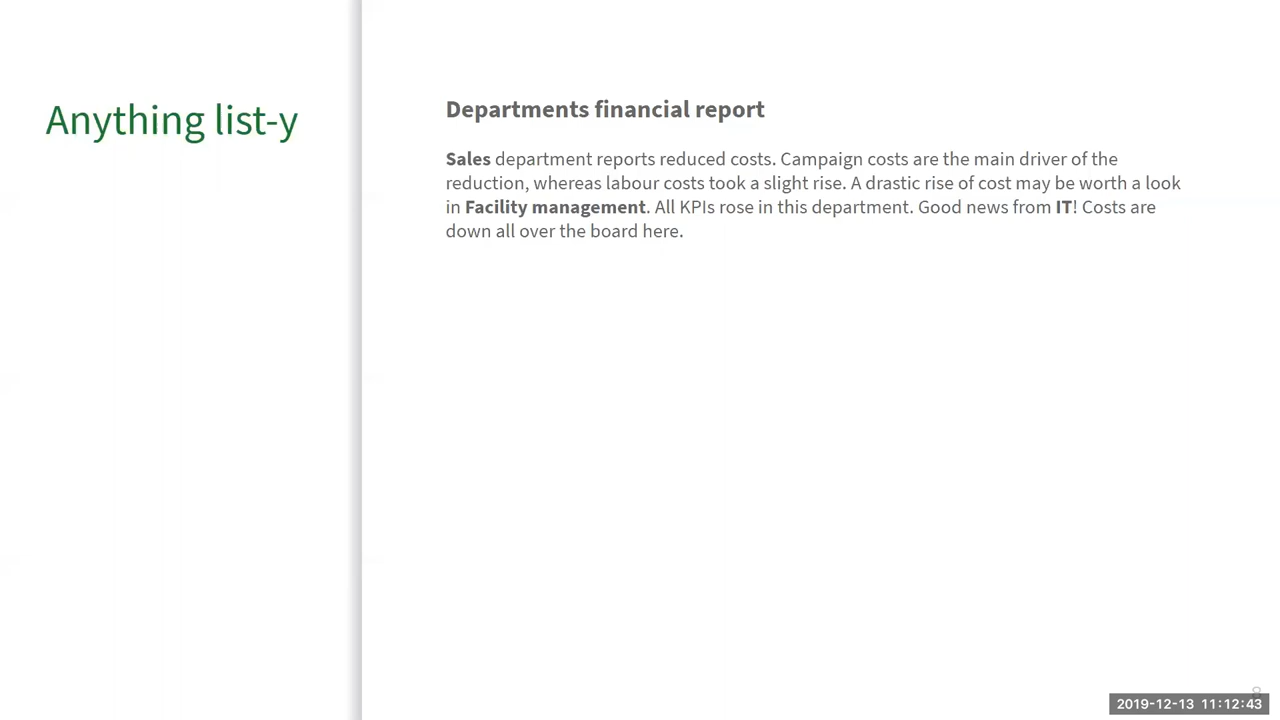 Anything list-y
Departments financial report
Sales department reports reduced costs. Campaign costs are the main driver of the
reduction, whereas labour costs took a slight rise. A drastic rise of cost may be worth a look
in Facility management. All KPIs rose in this department. Good news from IT! Costs are
down all over the board here.
8
2019-12-13 11:12:43